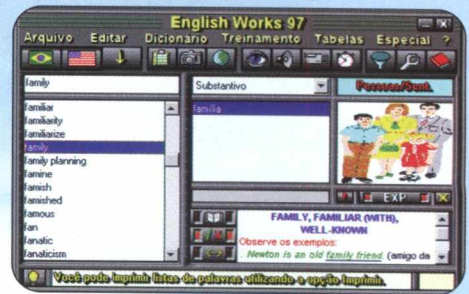 English Works 97
Arquivo Editar Dicionário Treinamento Tabelas Especial ?
family
Substantivo
Pessoas/Sent.
familiar
familiarity
familiarize
family
family planning
famine
famish
famished
famous
fan
fanatic
fanaticism
família
EXP
FAMILY, FAMILIAR (WITH),
WELL-KNOWN
Observe os exemplos:
. Newton is an old family friend. (amigo da
Você pode imprimir listas de palavras utilizando a opção Imprimir.